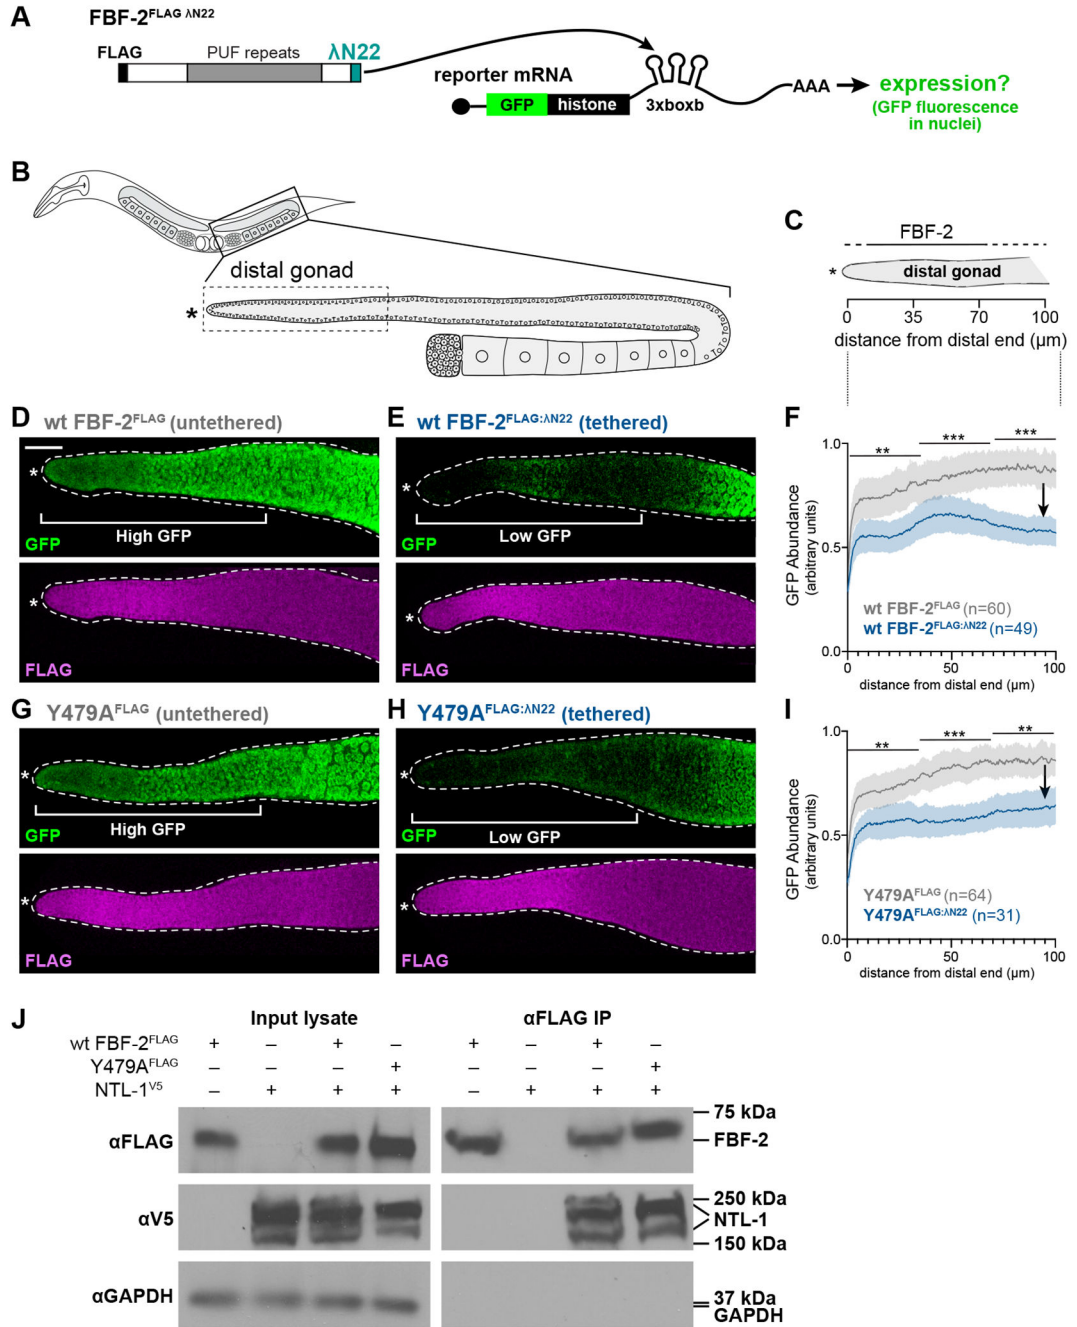 A
FBF-2FLAG λN22
FLAG
PUF repeats
λN22
reporter mRNA
GFP
histone
3xboxb
AAA
expression?
(GFP fluorescence
in nuclei)
B
distal gonad
*
C
FBF-2
*
distal gonad
0 35 70 100
distance from distal end (µm)
D wt FBF-2FLAG (untethered)
*
High GFP
GFP
*
FLAG
E wt FBF-2FLAG:λN22 (tethered)
*
Low GFP
GFP
*
FLAG
F
1.0
0.5
0.0
GFP Abundance
(arbitrary units)
** *** ***
wt FBF-2FLAG (n=60)
wt FBF-2FLAG:λN22 (n=49)
0 50 100
distance from distal end (µm)
G Y479AFLAG (untethered)
*
High GFP
GFP
*
FLAG
H Y479AFLAG:λN22 (tethered)
*
Low GFP
GFP
*
FLAG
I
1.0
0.5
0.0
GFP Abundance
(arbitrary units)
** *** **
Y479AFLAG (n=64)
Y479AFLAG:λN22 (n=31)
0 50 100
distance from distal end (µm)
J
Input lysate αFLAG IP
wt FBF-2FLAG + – + – + – + –
Y479AFLAG – – – + – – – +
NTL-1V5 – + + + – + + +
αFLAG
75 kDa
FBF-2
αV5
250 kDa
NTL-1
150 kDa
αGAPDH
37 kDa
GAPDH